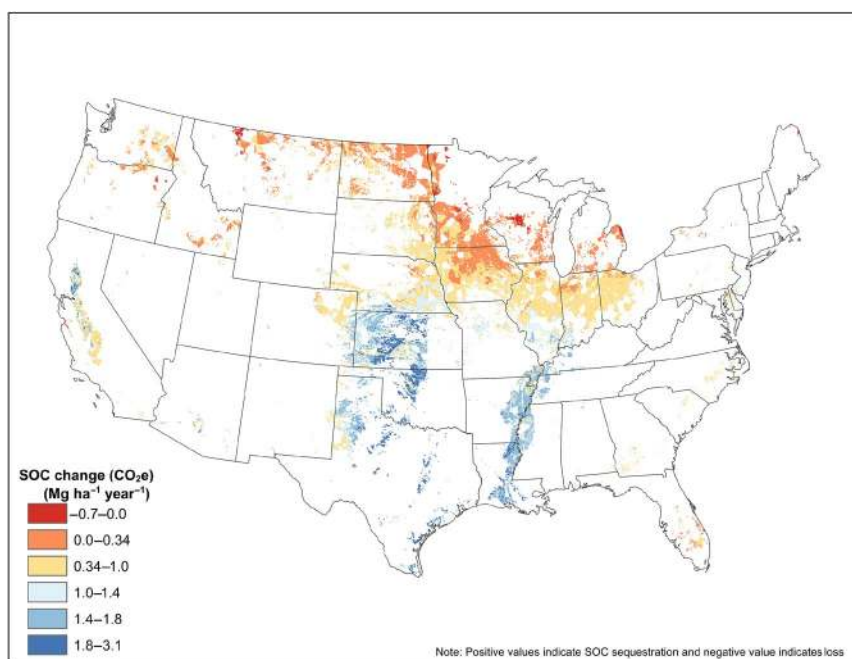 SOC change (CO₂e)
(Mg ha⁻¹ year⁻¹)
–0.7–0.0
0.0–0.34
0.34–1.0
1.0–1.4
1.4–1.8
1.8–3.1
Note: Positive values indicate SOC sequestration and negative value indicates loss